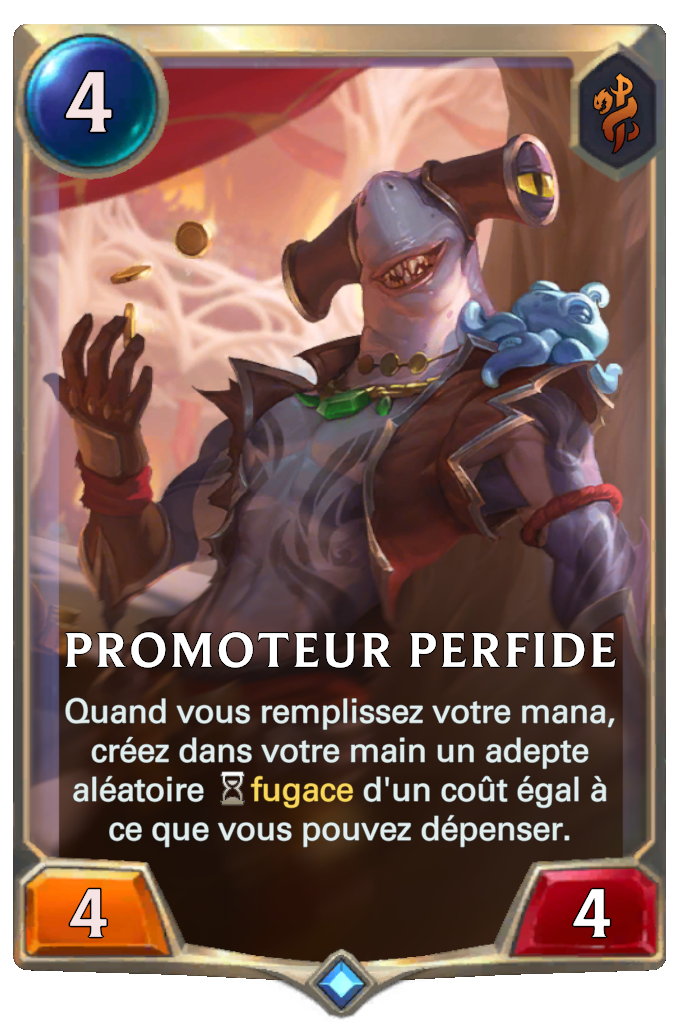 4
PROMOTEUR PERFIDE
Quand vous remplissez votre mana,
créez dans votre main un adepte
aléatoire fugace d'un coût égal à
ce que vous pouvez dépenser.
4 4